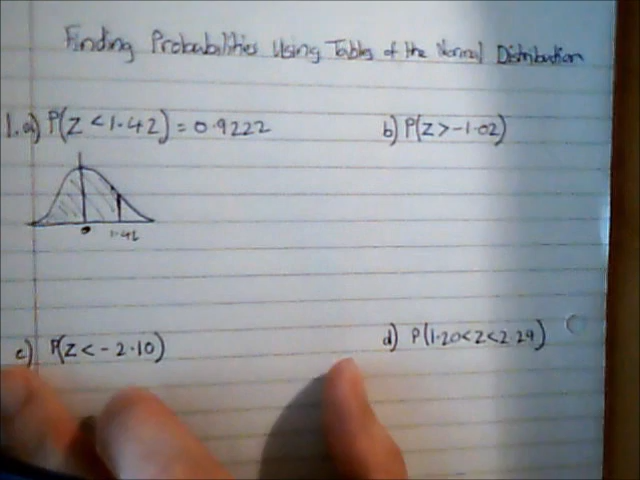 Finding Probabilities Using Tables of the Normal Distribution
1. a) P(Z < 1.42) = 0.9222
b) P(Z > -1.02)
0 1.42
c) P(Z < -2.10)
d) P(1.20 < Z < 2.29)